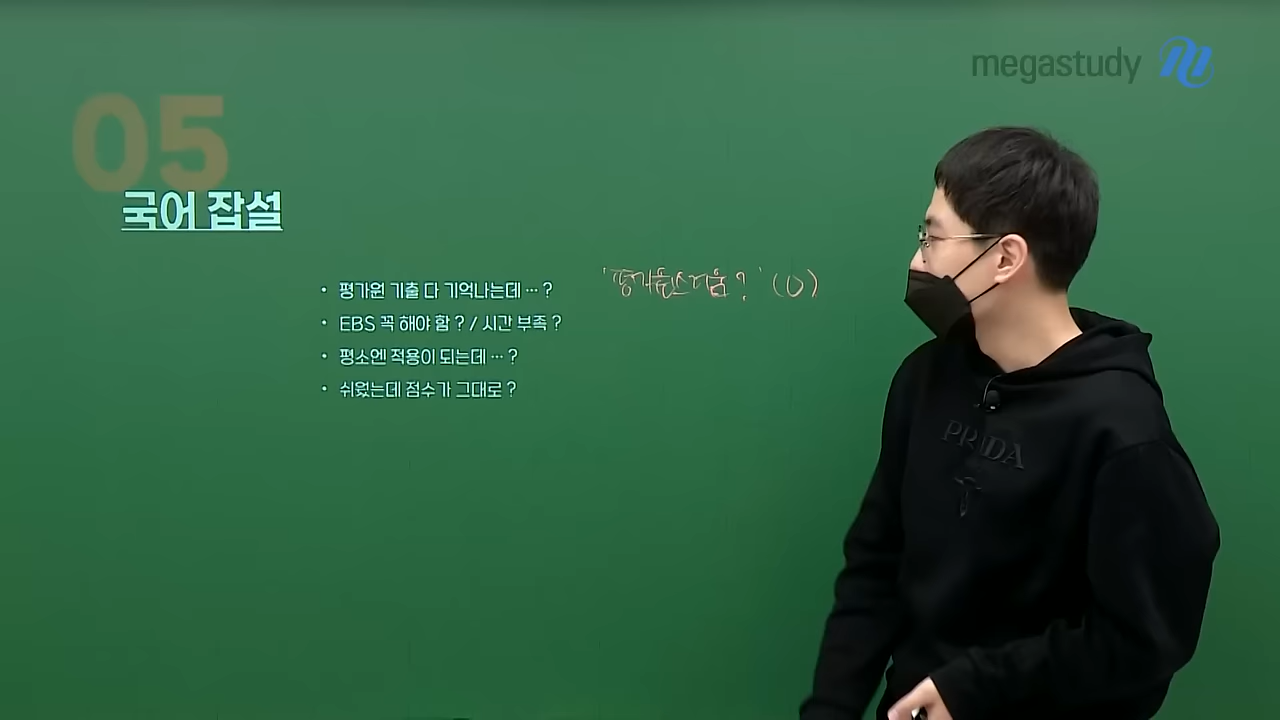 megastudy
05
국어 잡설
• 평가원 기출 다 기억나는데 … ?
'평가원스러움?' (0)
• EBS 꼭 해야 함 ? / 시간 부족 ?
• 평소엔 적용이 되는데 … ?
• 쉬웠는데 점수가 그대로 ?
PRADA